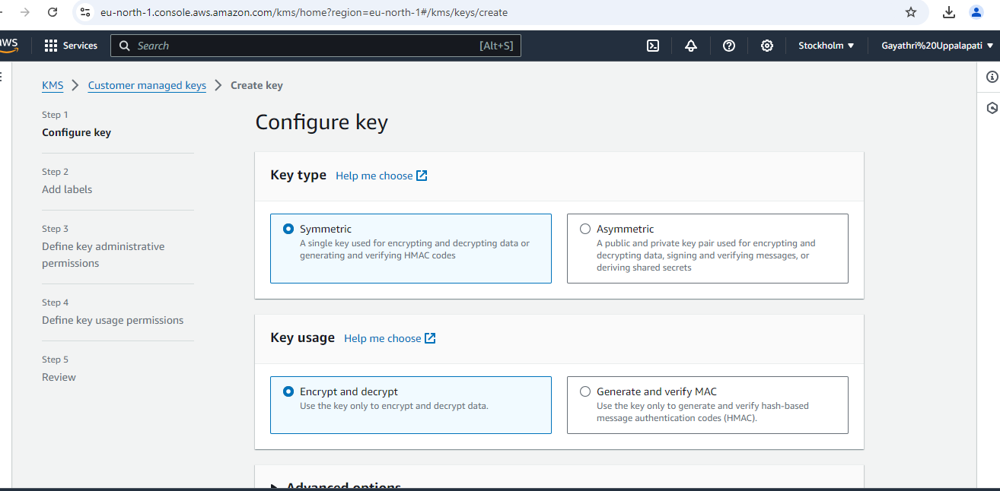 eu-north-1.console.aws.amazon.com/kms/home?region=eu-north-1#/kms/keys/create
aws Services Search [Alt+S] Stockholm ▼ Gayathri%20Uppalapati ▼
KMS > Customer managed keys > Create key
Step 1
Configure key
Step 2
Add labels
Step 3
Define key administrative
permissions
Step 4
Define key usage permissions
Step 5
Review
Configure key
Key type Help me choose
Symmetric
A single key used for encrypting and decrypting data or
generating and verifying HMAC codes
Asymmetric
A public and private key pair used for encrypting and
decrypting data, signing and verifying messages, or
deriving shared secrets
Key usage Help me choose
Encrypt and decrypt
Use the key only to encrypt and decrypt data.
Generate and verify MAC
Use the key only to generate and verify hash-based
message authentication codes (HMAC).
Advanced options